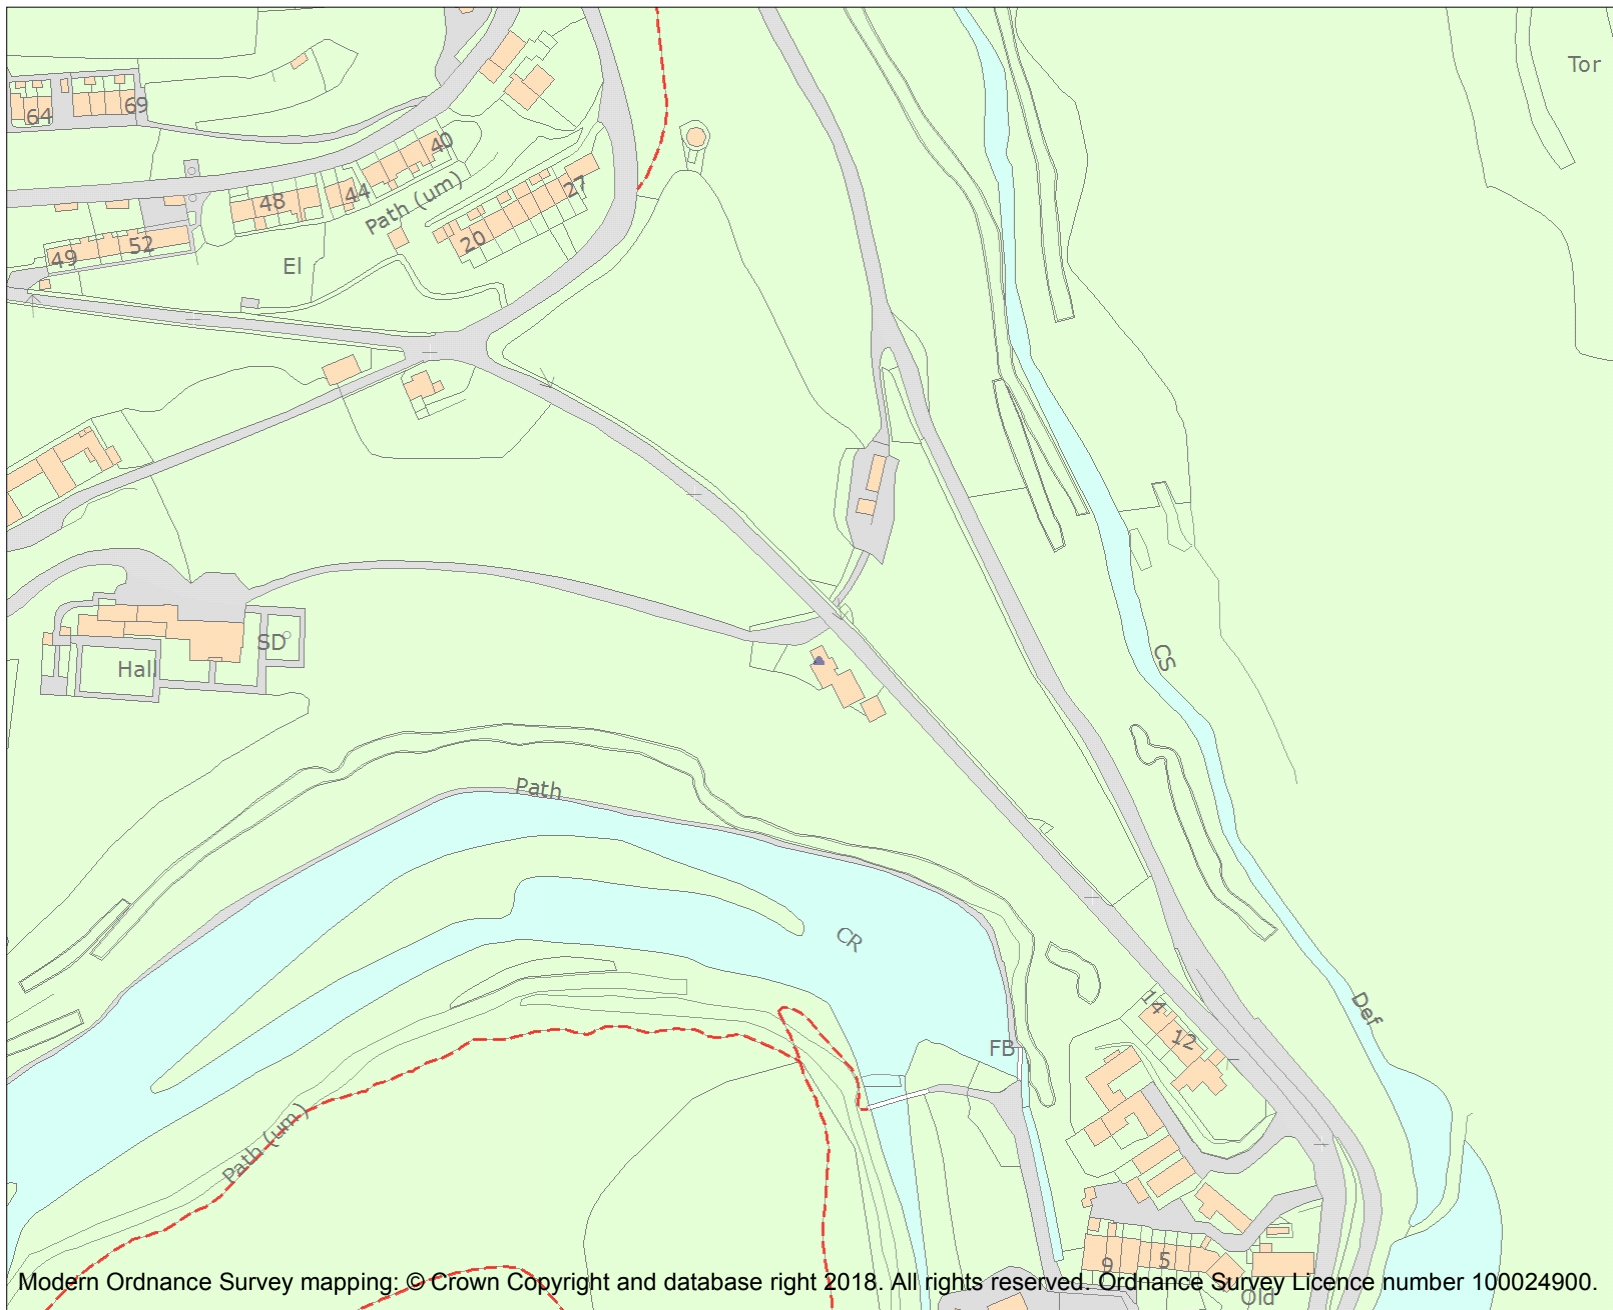 Tor
64
69
40
44
48
Path (um)
27
20
52
49
El
SD
Hall
CS
Path
CR
Def
14
12
FB
Path (um)
5
9
Modern Ordnance Survey mapping: © Crown Copyright and database right 2018. All rights reserved. Ordnance Survey Licence number 100024900.
Old